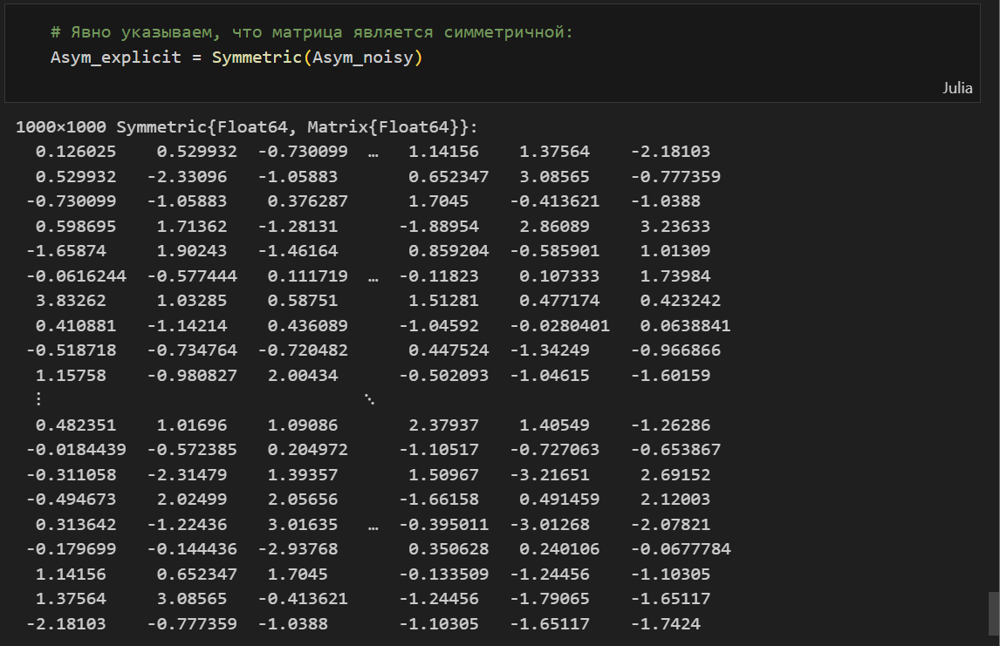 # Явно указываем, что матрица является симметричной:
Asym_explicit = Symmetric(Asym_noisy)
Julia
1000×1000 Symmetric{Float64, Matrix{Float64}}:
0.126025 0.529932 -0.730099 … 1.14156 1.37564 -2.18103
0.529932 -2.33096 -1.05883 0.652347 3.08565 -0.777359
-0.730099 -1.05883 0.376287 1.7045 -0.413621 -1.0388
0.598695 1.71362 -1.28131 -1.88954 2.86089 3.23633
-1.65874 1.90243 -1.46164 0.859204 -0.585901 1.01309
-0.0616244 -0.577444 0.111719 … -0.11823 0.107333 1.73984
3.83262 1.03285 0.58751 1.51281 0.477174 0.423242
0.410881 -1.14214 0.436089 -1.04592 -0.0280401 0.0638841
-0.518718 -0.734764 -0.720482 0.447524 -1.34249 -0.966866
1.15758 -0.980827 2.00434 -0.502093 -1.04615 -1.60159
⋮ ⋱
0.482351 1.01696 1.09086 2.37937 1.40549 -1.26286
-0.0184439 -0.572385 0.204972 -1.10517 -0.727063 -0.653867
-0.311058 -2.31479 1.39357 1.50967 -3.21651 2.69152
-0.494673 2.02499 2.05656 -1.66158 0.491459 2.12003
0.313642 -1.22436 3.01635 … -0.395011 -3.01268 -2.07821
-0.179699 -0.144436 -2.93768 0.350628 0.240106 -0.0677784
1.14156 0.652347 1.7045 -0.133509 -1.24456 -1.10305
1.37564 3.08565 -0.413621 -1.24456 -1.79065 -1.65117
-2.18103 -0.777359 -1.0388 -1.10305 -1.65117 -1.7424